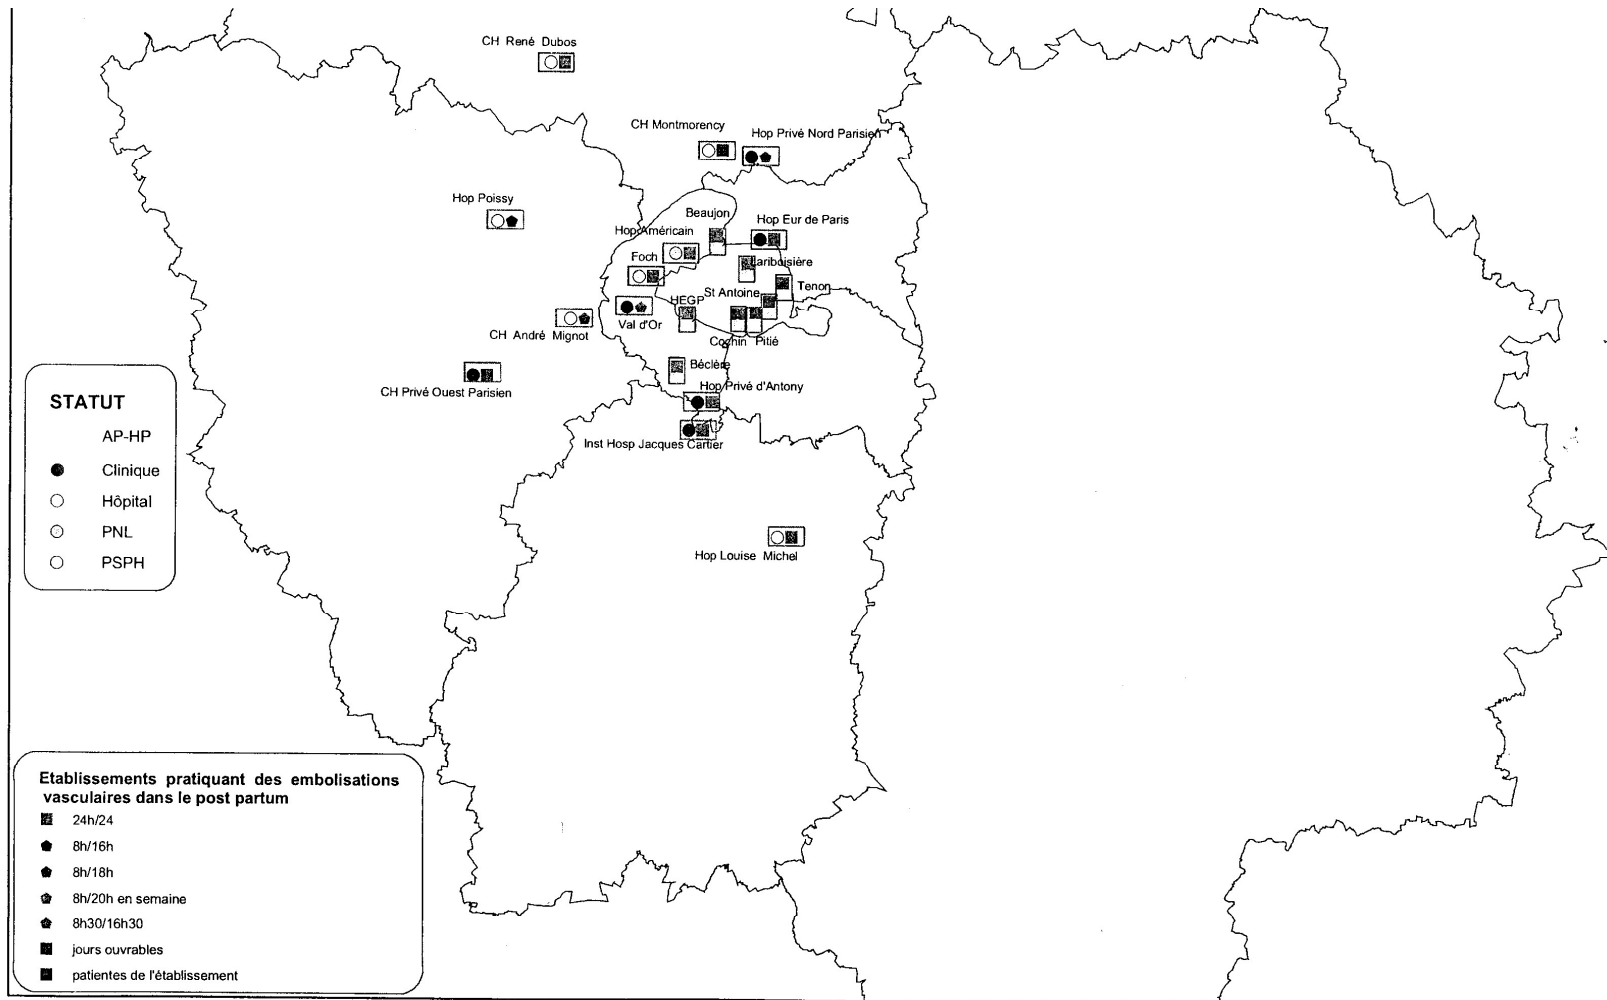 CH René Dubos
CH Montmorency
Hop Privé Nord Parisien
Hop Poissy
Beaujon
Hop Eur de Paris
Hop Américain
Foch
Lariboisière
Tenon
St Antoine
HEGP
Val d'Or
CH André Mignot
Cochin Pitié
Béclère
CH Privé Ouest Parisien
Hop Privé d'Antony
Inst Hosp Jacques Cartier
Hop Louise Michel
STATUT
AP-HP
Clinique
Hôpital
PNL
PSPH
Etablissements pratiquant des embolisations
vasculaires dans le post partum
24h/24
8h/16h
8h/18h
8h/20h en semaine
8h30/16h30
jours ouvrables
patientes de l'établissement